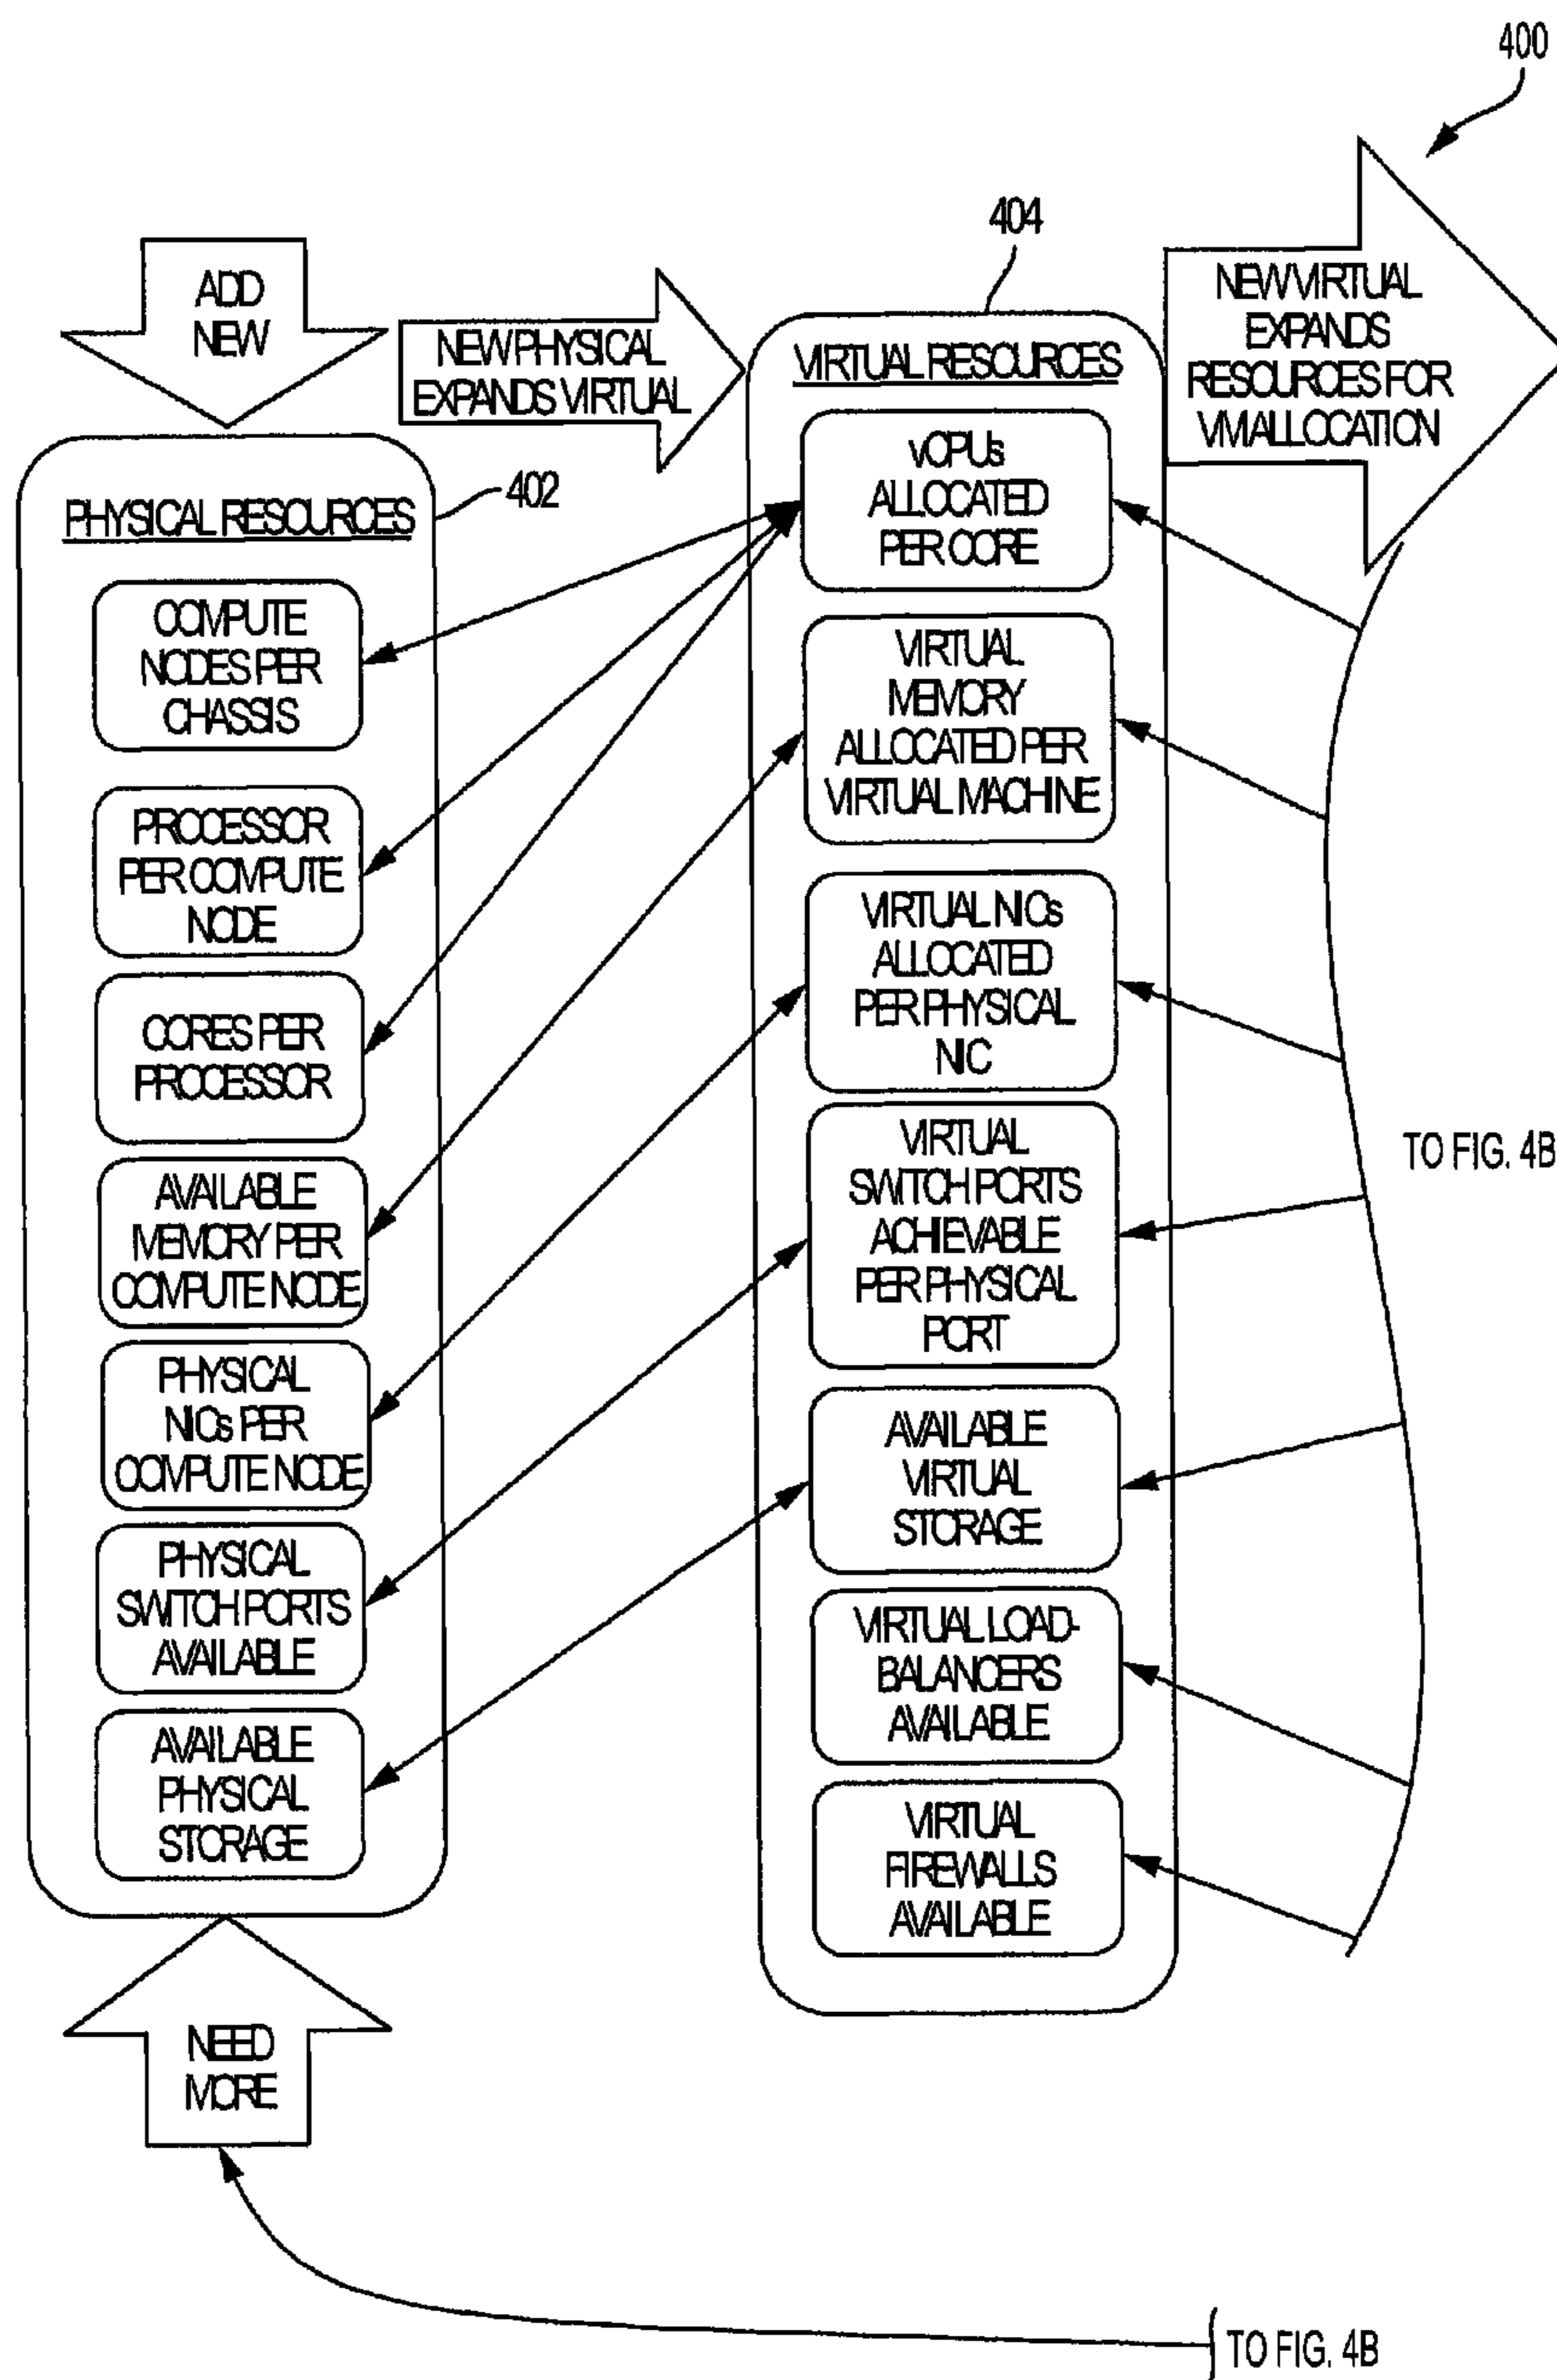 400
404
ADD
NEW
NEW PHYSICAL
EXPANDS VIRTUAL
NEW VIRTUAL
EXPANDS
RESOURCES FOR
VM ALLOCATION
402
PHYSICAL RESOURCES
COMPUTE
NODES PER
CHASSIS
PROCESSOR
PER COMPUTE
NODE
CORES PER
PROCESSOR
AVAILABLE
MEMORY PER
COMPUTE NODE
PHYSICAL
NICs PER
COMPUTE NODE
PHYSICAL
SWITCH PORTS
AVAILABLE
AVAILABLE
PHYSICAL
STORAGE
NEED
MORE
VIRTUAL RESOURCES
vCPUs
ALLOCATED
PER CORE
VIRTUAL
MEMORY
ALLOCATED PER
VIRTUAL MACHINE
VIRTUAL NICs
ALLOCATED
PER PHYSICAL
NIC
VIRTUAL
SWITCH PORTS
ACHIEVABLE
PER PHYSICAL
PORT
AVAILABLE
VIRTUAL
STORAGE
VIRTUAL LOAD-
BALANCERS
AVAILABLE
VIRTUAL
FIREWALLS
AVAILABLE
TO FIG. 4B
TO FIG. 4B